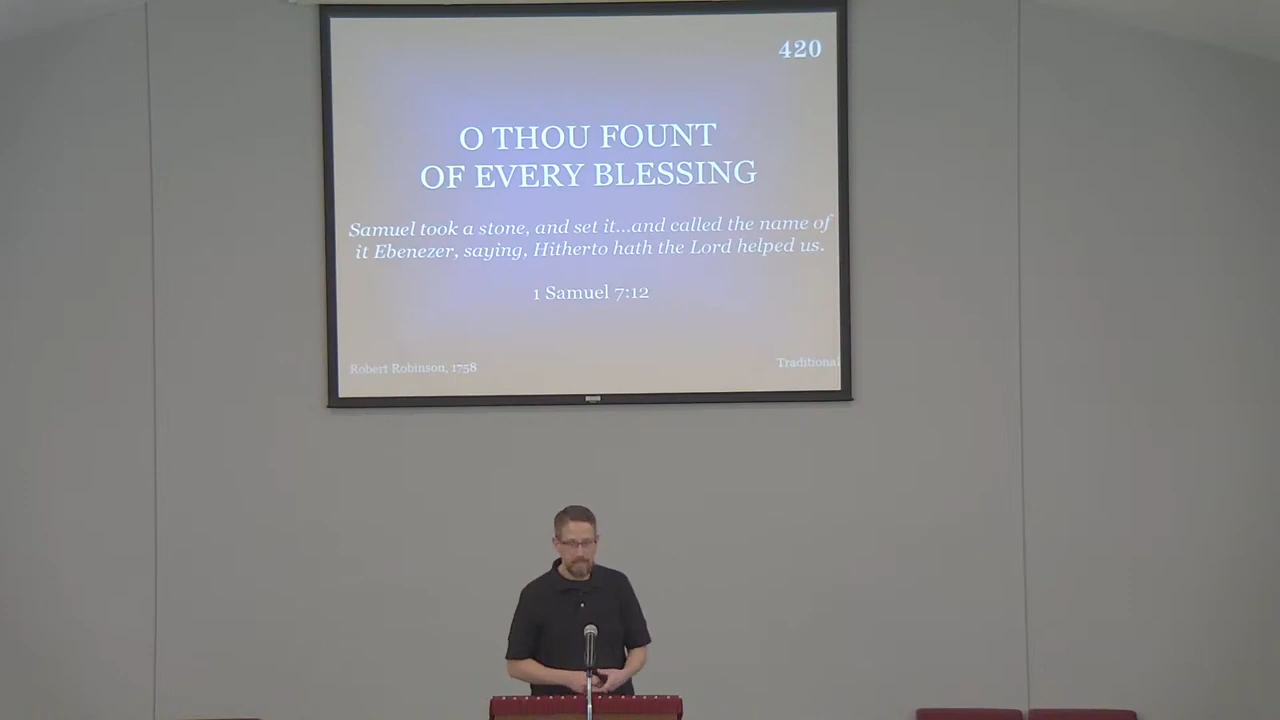 420
O THOU FOUNT
OF EVERY BLESSING
Samuel took a stone, and set it...and called the name of
it Ebenezer, saying, Hitherto hath the Lord helped us.
1 Samuel 7:12
Robert Robinson, 1758
Traditional